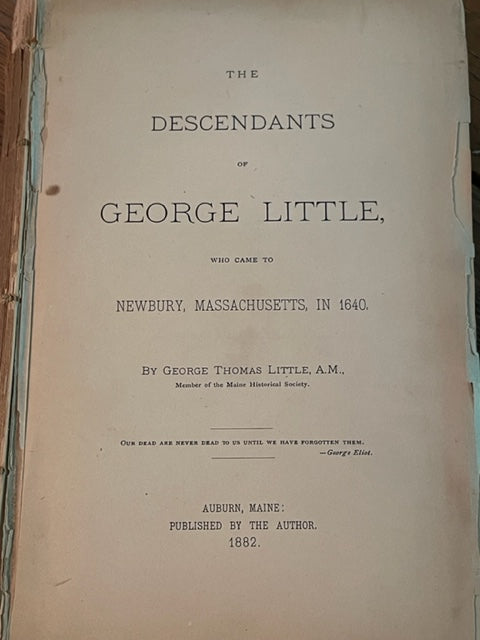 THE
DESCENDANTS
OF
GEORGE LITTLE,
WHO CAME TO
NEWBURY, MASSACHUSETTS, IN 1640.
BY GEORGE THOMAS LITTLE, A.M.,
Member of the Maine Historical Society.
OUR DEAD ARE NEVER DEAD TO US UNTIL WE HAVE FORGOTTEN THEM.
—George Eliot.
AUBURN, MAINE:
PUBLISHED BY THE AUTHOR.
1882.